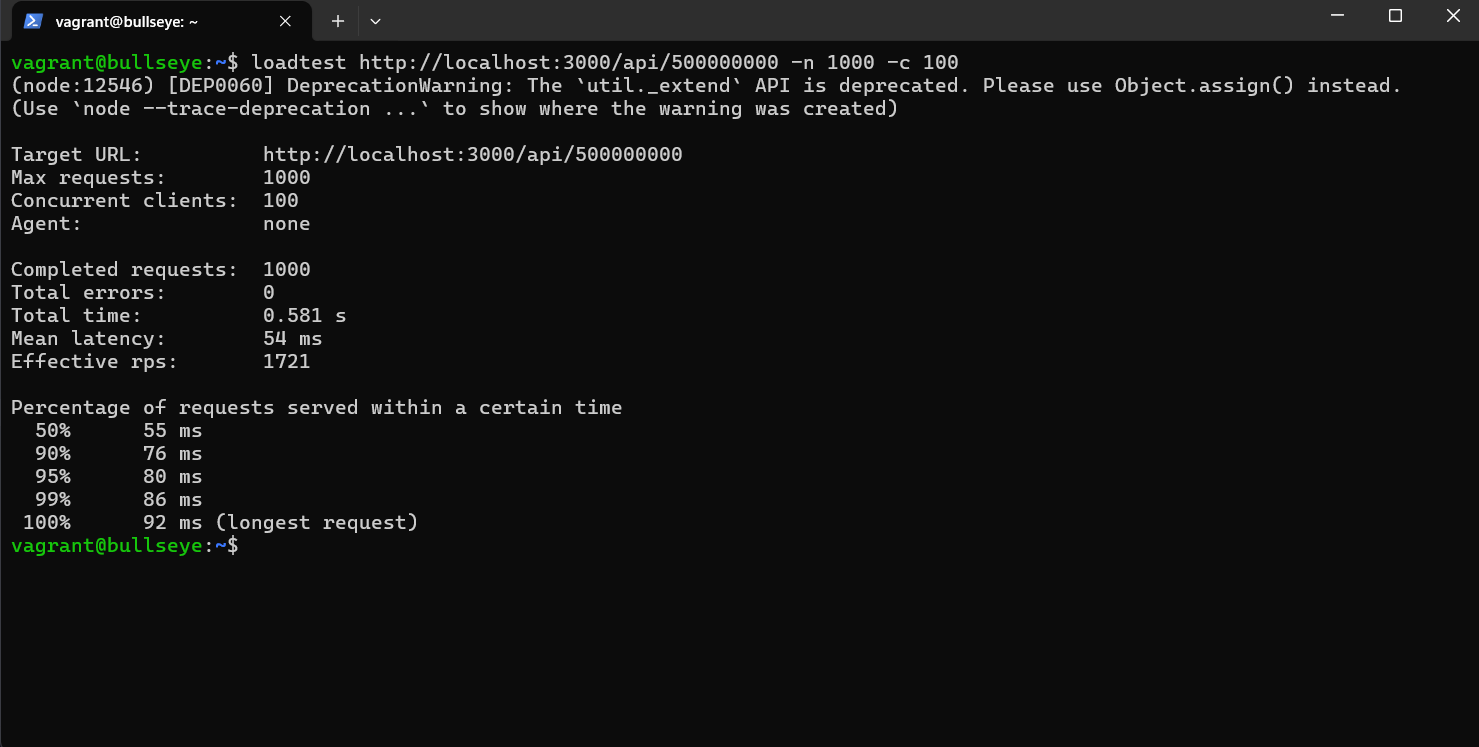 vagrant@bullseye: ~
vagrant@bullseye:~$ loadtest http://localhost:3000/api/500000000 -n 1000 -c 100
(node:12546) [DEP0060] DeprecationWarning: The `util._extend` API is deprecated. Please use Object.assign() instead.
(Use `node --trace-deprecation ...` to show where the warning was created)
Target URL: http://localhost:3000/api/500000000
Max requests: 1000
Concurrent clients: 100
Agent: none
Completed requests: 1000
Total errors: 0
Total time: 0.581 s
Mean latency: 54 ms
Effective rps: 1721
Percentage of requests served within a certain time
50% 55 ms
90% 76 ms
95% 80 ms
99% 86 ms
100% 92 ms (longest request)
vagrant@bullseye:~$